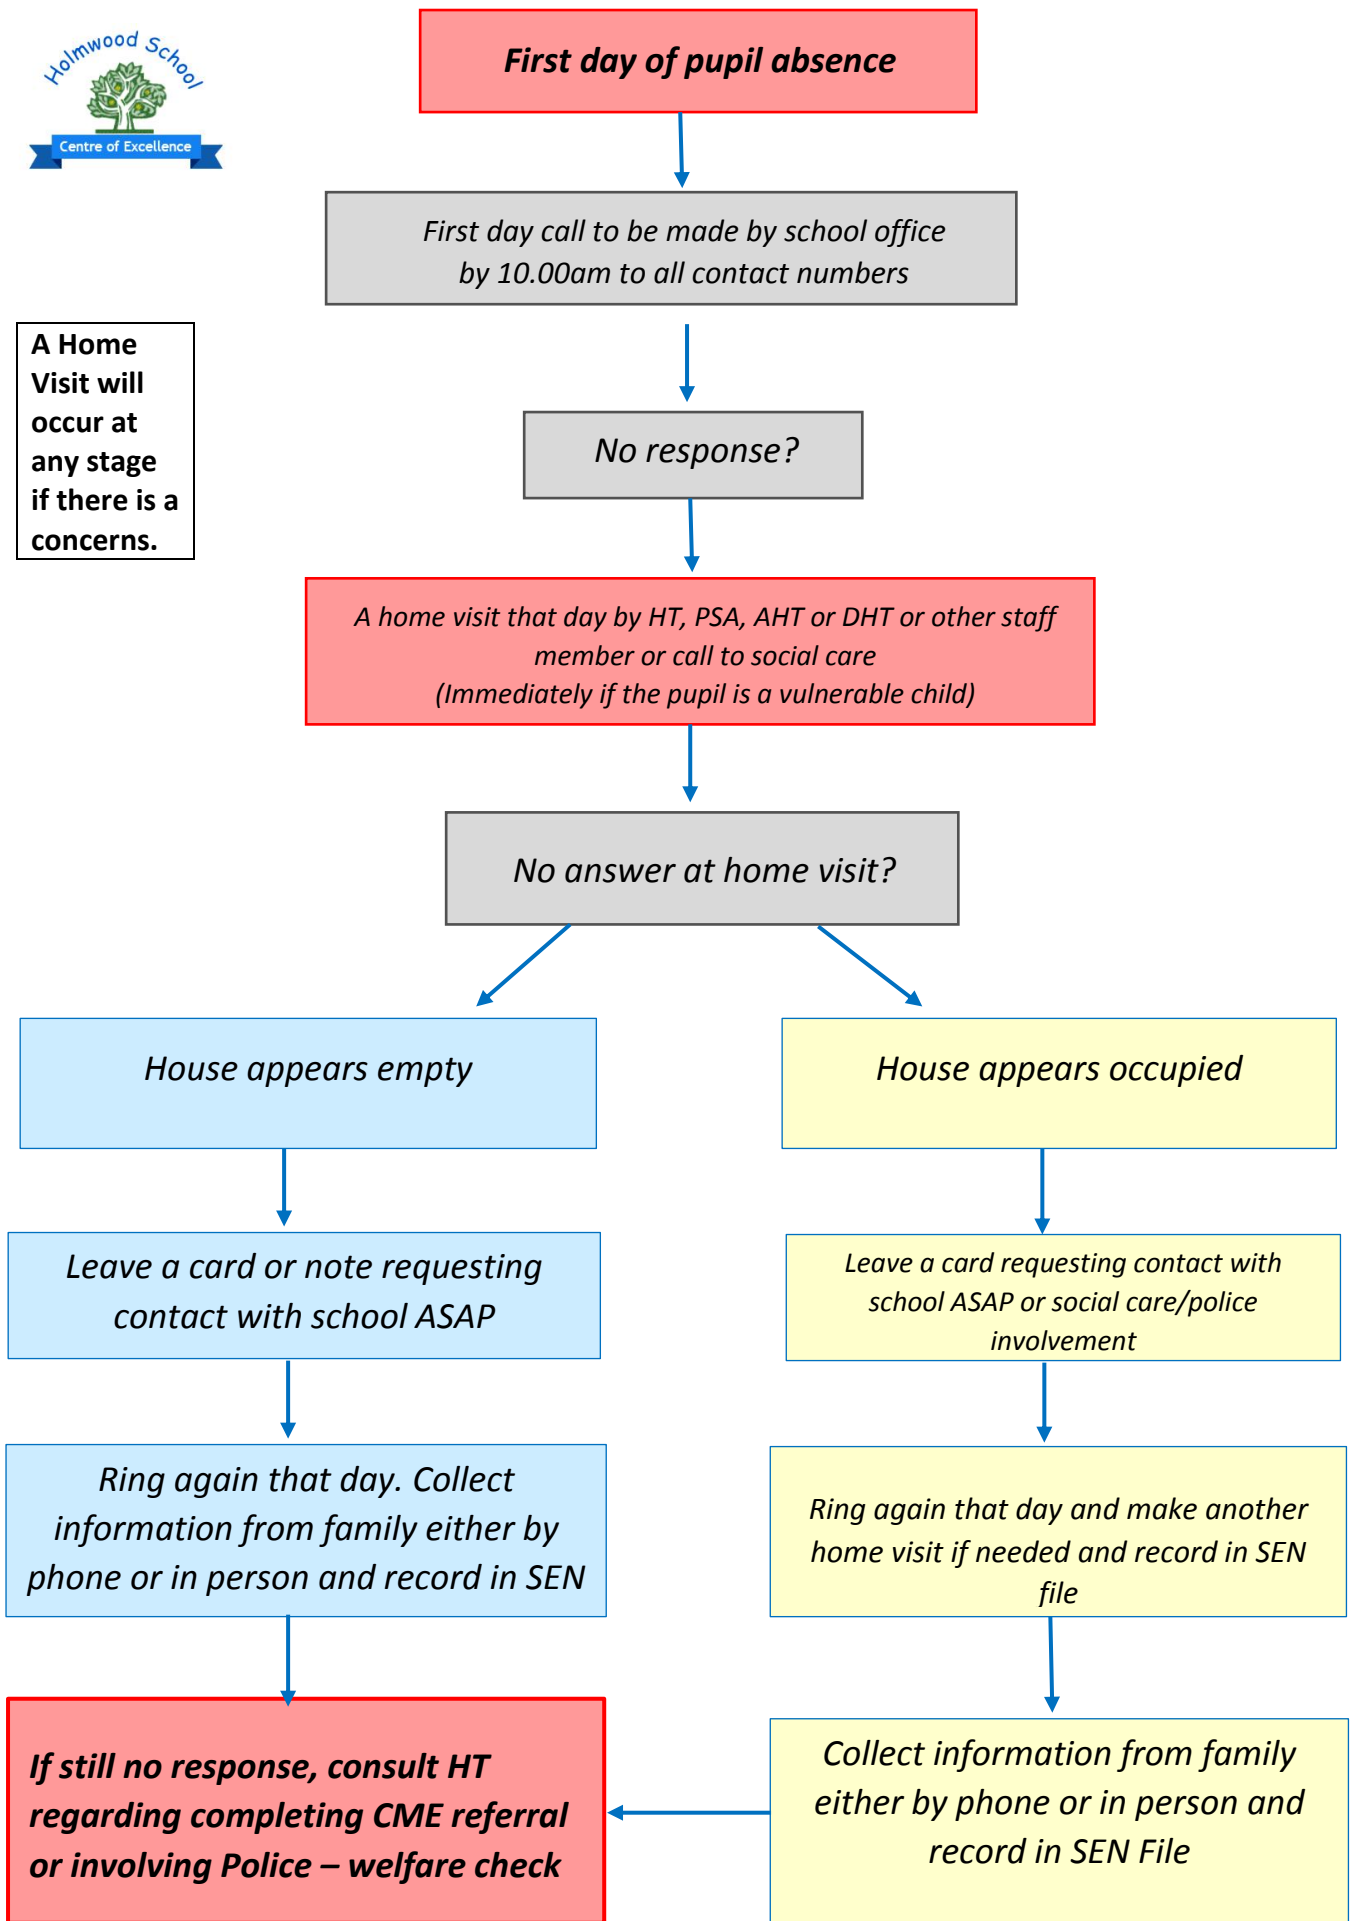 Holmwood School
Centre of Excellence
First day of pupil absence
First day call to be made by school office
by 10.00am to all contact numbers
A Home
Visit will
occur at
any stage
if there is a
concerns.
No response?
A home visit that day by HT, PSA, AHT or DHT or other staff
member or call to social care
(Immediately if the pupil is a vulnerable child)
No answer at home visit?
House appears empty
House appears occupied
Leave a card or note requesting
contact with school ASAP
Leave a card requesting contact with
school ASAP or social care/police
involvement
Ring again that day. Collect
information from family either by
phone or in person and record in SEN
Ring again that day and make another
home visit if needed and record in SEN
file
If still no response, consult HT
regarding completing CME referral
or involving Police – welfare check
Collect information from family
either by phone or in person and
record in SEN File